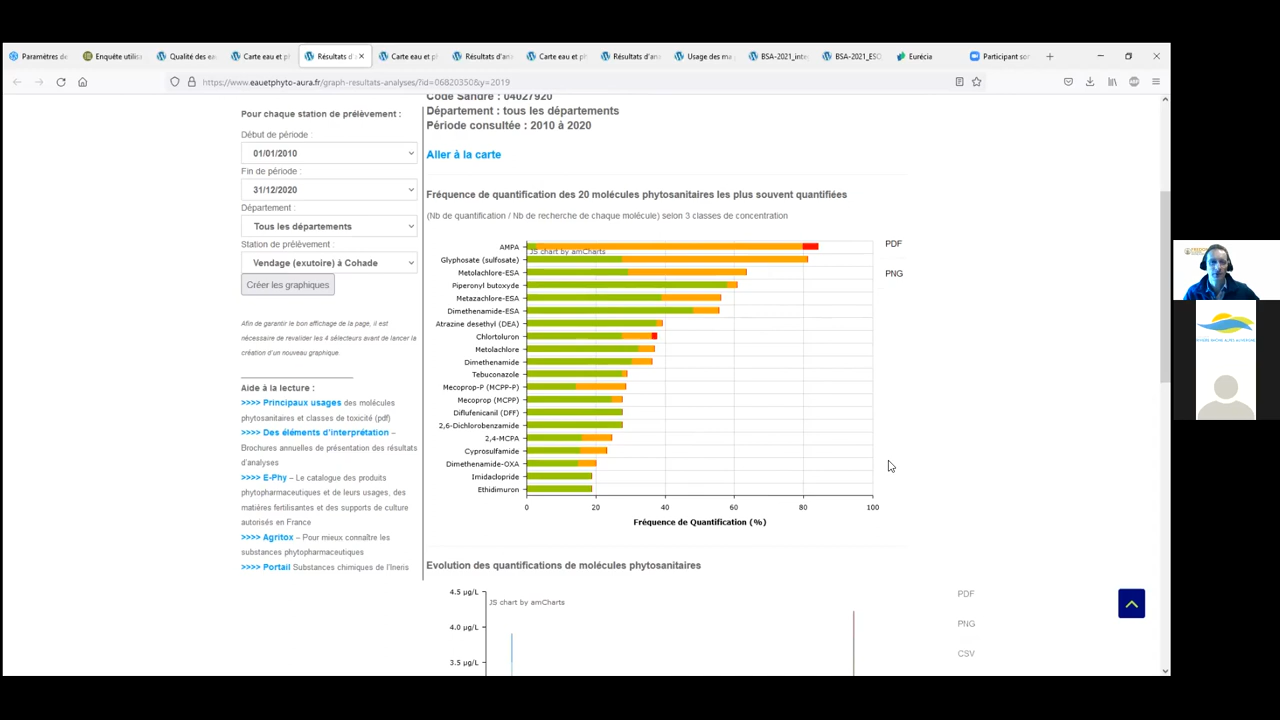 Paramètres de
Enquête utilisa
Qualité des ea
Carte eau et ph
Résultats d'
Carte eau et p
Résultats d'ana
Carte eau et ph
Résultats d'ana
Usage des ma
BSA-2021_inte
BSA-2021_ESO
Eurécia
Participant son
https://www.eauetphyto-aura.fr/graph-resultats-analyses/?id=06820350&y=2019
Pour chaque station de prélèvement :
Début de période :
01/01/2010
Fin de période :
31/12/2020
Département :
Tous les départements
Station de prélèvement :
Vendage (exutoire) à Cohade
Créer les graphiques
Afin de garantir le bon affichage de la page, il est
nécessaire de revalider les 4 sélecteurs avant de lancer la
création d'un nouveau graphique.
Aide à la lecture :
>>>> Principaux usages des molécules
phytosanitaires et classes de toxicité (pdf)
>>>> Des éléments d'interprétation –
Brochures annuelles de présentation des résultats
d'analyses
>>>> E-Phy – Le catalogue des produits
phytopharmaceutiques et de leurs usages, des
matières fertilisantes et des supports de culture
autorisés en France
>>>> Agritox – Pour mieux connaître les
substances phytopharmaceutiques
>>>> Portail Substances chimiques de l'Ineris
Code Sandre : 04027920
Département : tous les départements
Période consultée : 2010 à 2020
Aller à la carte
Fréquence de quantification des 20 molécules phytosanitaires les plus souvent quantifiées
(Nb de quantification / Nb de recherche de chaque molécule) selon 3 classes de concentration
AMPA
JS chart by amCharts
Glyphosate (sulfosate)
Metolachlore-ESA
Piperonyl butoxyde
Metazachlore-ESA
Dimethenamide-ESA
Atrazine desethyl (DEA)
Chlortoluron
Metolachlore
Dimethenamide
Tebuconazole
Mecoprop-P (MCPP-P)
Mecoprop (MCPP)
Diflufenicanil (DFF)
2,6-Dichlorobenzamide
2,4-MCPA
Cyprosulfamide
Dimethenamide-OXA
Imidaclopride
Ethidimuron
0 20 40 60 80 100
Fréquence de Quantification (%)
PDF
PNG
Evolution des quantifications de molécules phytosanitaires
4.5 µg/L
JS chart by amCharts
4.0 µg/L
3.5 µg/L
PDF
PNG
CSV